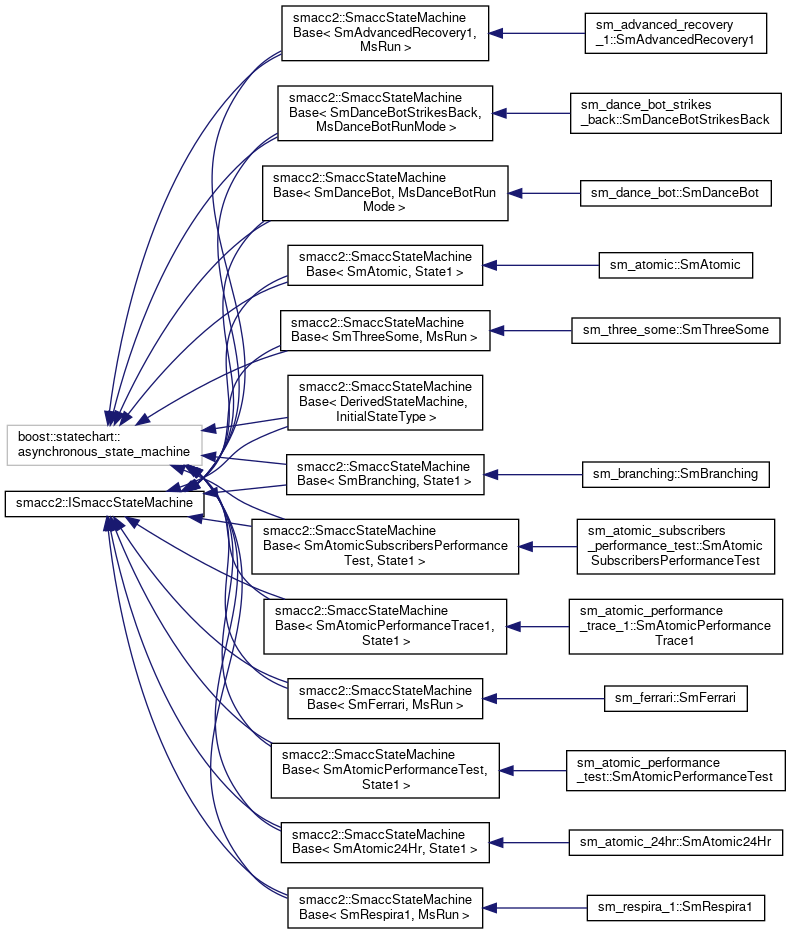 smacc2::SmaccStateMachine
Base< SmAdvancedRecovery1,
MsRun >
sm_advanced_recovery
_1::SmAdvancedRecovery1
smacc2::SmaccStateMachine
Base< SmDanceBotStrikesBack,
MsDanceBotRunMode >
sm_dance_bot_strikes
_back::SmDanceBotStrikesBack
smacc2::SmaccStateMachine
Base< SmDanceBot, MsDanceBotRun
Mode >
sm_dance_bot::SmDanceBot
smacc2::SmaccStateMachine
Base< SmAtomic, State1 >
sm_atomic::SmAtomic
smacc2::SmaccStateMachine
Base< SmThreeSome, MsRun >
sm_three_some::SmThreeSome
smacc2::SmaccStateMachine
Base< DerivedStateMachine,
InitialStateType >
boost::statechart::
asynchronous_state_machine
smacc2::SmaccStateMachine
Base< SmBranching, State1 >
sm_branching::SmBranching
smacc2::ISmaccStateMachine
smacc2::SmaccStateMachine
Base< SmAtomicSubscribersPerformance
Test, State1 >
sm_atomic_subscribers
_performance_test::SmAtomic
SubscribersPerformanceTest
smacc2::SmaccStateMachine
Base< SmAtomicPerformanceTrace1,
State1 >
sm_atomic_performance
_trace_1::SmAtomicPerformance
Trace1
smacc2::SmaccStateMachine
Base< SmFerrari, MsRun >
sm_ferrari::SmFerrari
smacc2::SmaccStateMachine
Base< SmAtomicPerformanceTest,
State1 >
sm_atomic_performance
_test::SmAtomicPerformanceTest
smacc2::SmaccStateMachine
Base< SmAtomic24Hr, State1 >
sm_atomic_24hr::SmAtomic24Hr
smacc2::SmaccStateMachine
Base< SmRespira1, MsRun >
sm_respira_1::SmRespira1